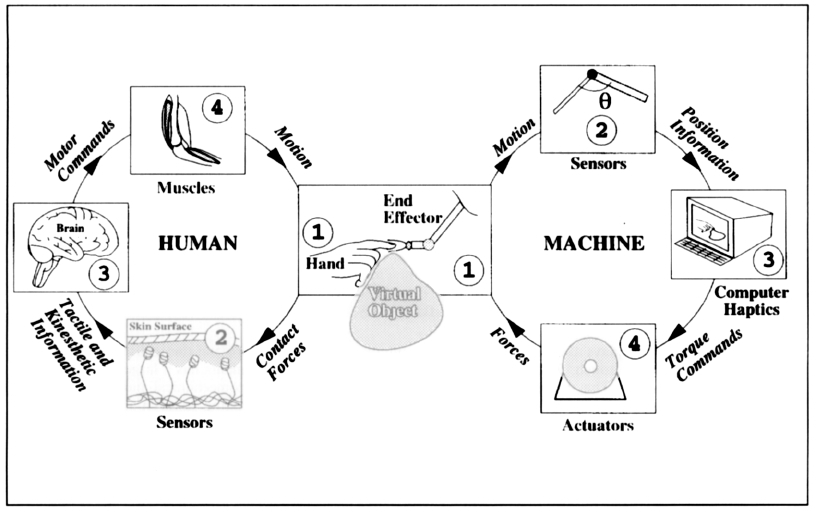 4
Muscles
Motor
Commands
Motion
Brain
3
HUMAN
Tactile and
Kinesthetic
Information
Skin Surface
2
Sensors
Contact
Forces
1
Hand
End
Effector
1
Virtual
Object
Motion
θ
2
Sensors
Position
Information
MACHINE
3
Computer
Haptics
Torque
Commands
4
Actuators
Forces